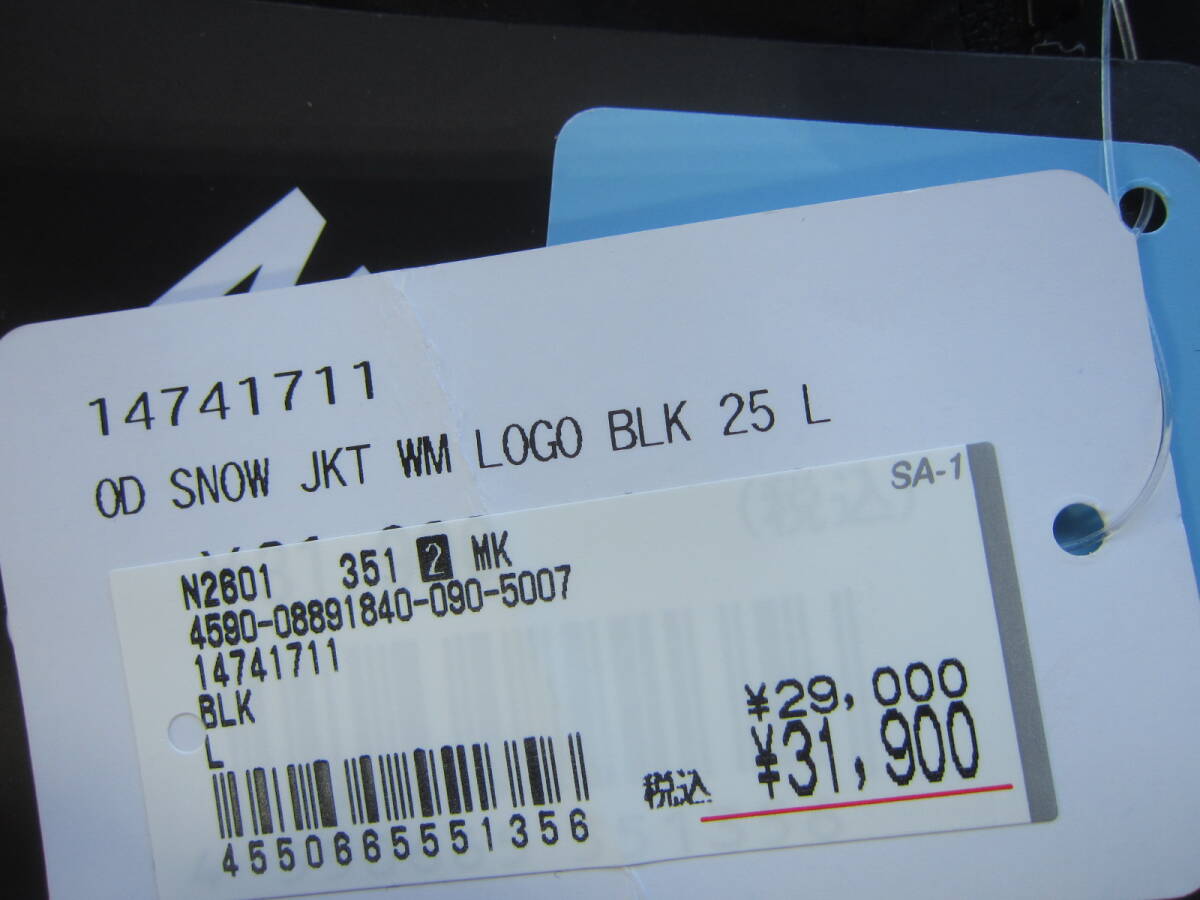 14741711
OD SNOW JKT WM LOGO BLK 25 L
SA-1
N2601 351 2 MK
4590-08891840-090-5007
14741711
BLK
L
¥29,000
税込 ¥31,900
4550665551356